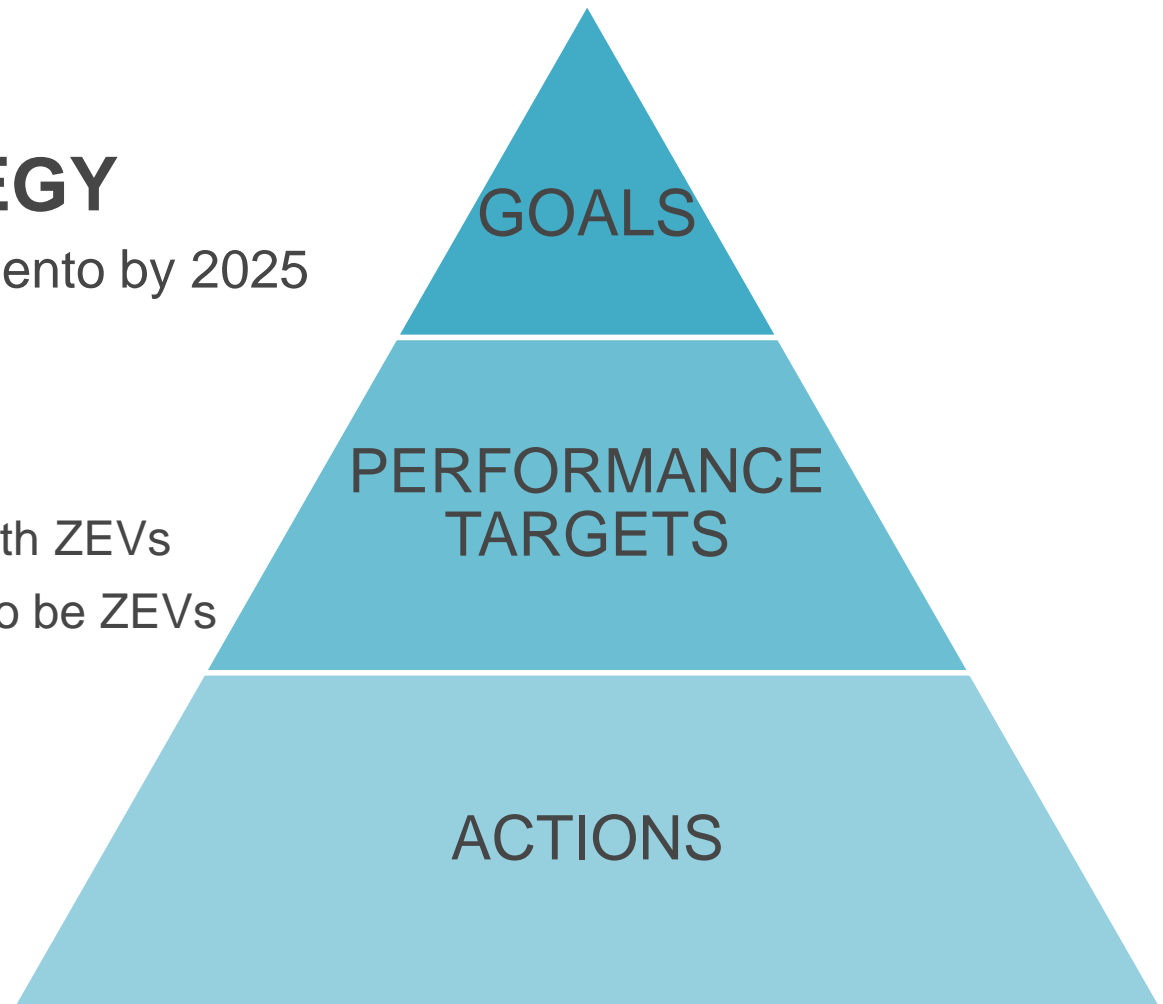 EGY
ento by 2025
th ZEVs
o be ZEVs
GOALS
PERFORMANCE
TARGETS
ACTIONS